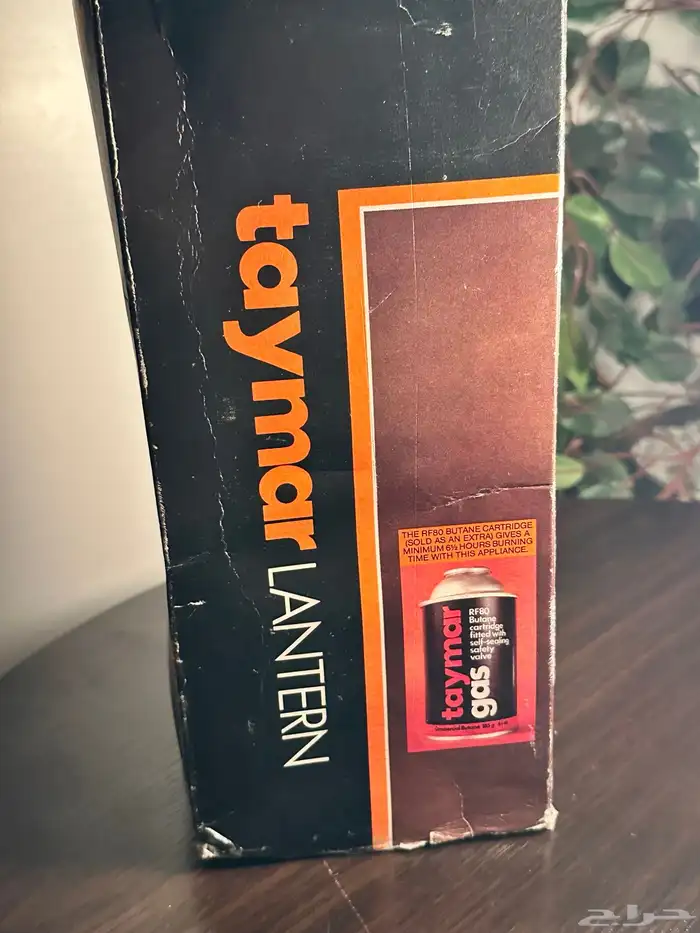 taymar LANTERN
THE RF80 BUTANE CARTRIDGE
(SOLD AS AN EXTRA) GIVES A
MINIMUM 6½ HOURS BURNING
TIME WITH THIS APPLIANCE.
taymar
gas
RF80
Butane
cartridge
fitted with
self-sealing
safety
valve
حراج